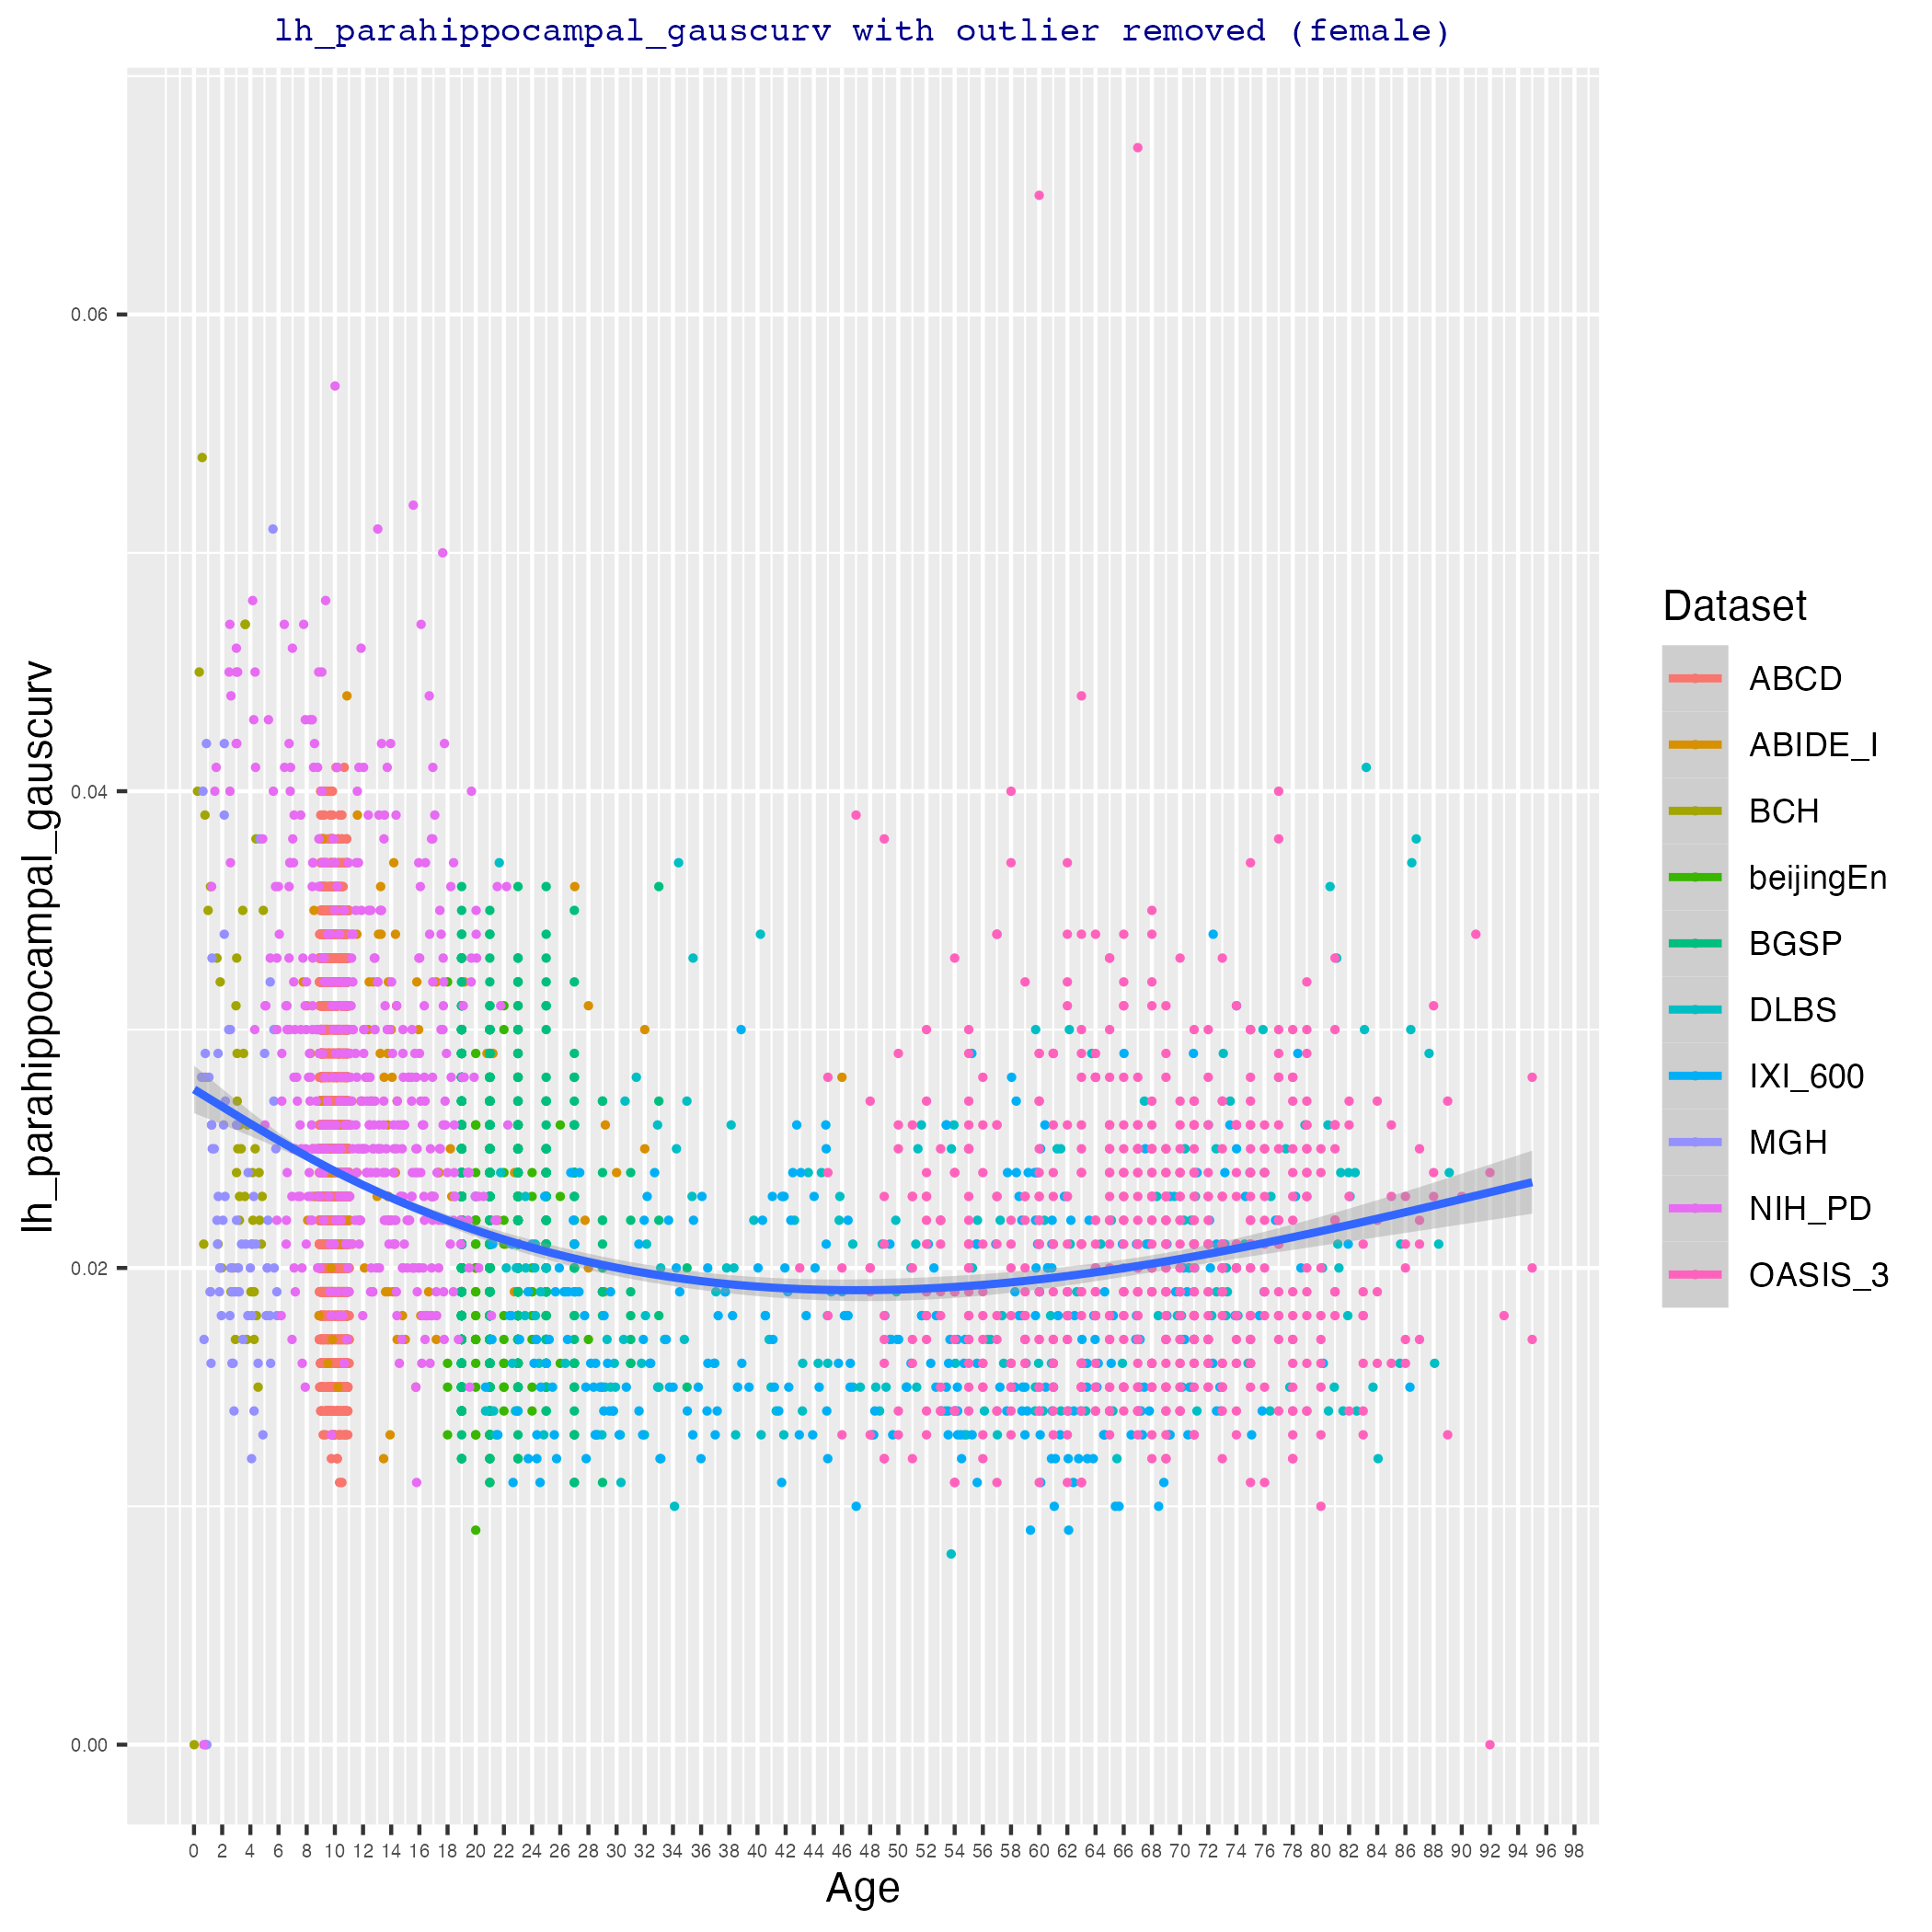 lh_parahippocampal_gauscurv with outlier removed (female)
lh_parahippocampal_gauscurv
0.06
0.04
0.02
0.00
0 2 4 6 8 10 12 14 16 18 20 22 24 26 28 30 32 34 36 38 40 42 44 46 48 50 52 54 56 58 60 62 64 66 68 70 72 74 76 78 80 82 84 86 88 90 92 94 96 98
Age
Dataset
ABCD
ABIDE_I
BCH
beijingEn
BGSP
DLBS
IXI_600
MGH
NIH_PD
OASIS_3